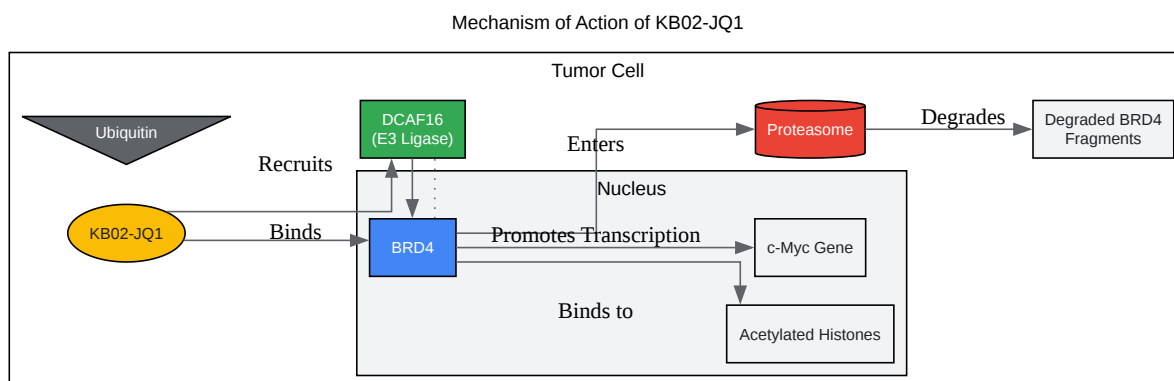 Mechanism of Action of KB02-JQ1
Tumor Cell
Ubiquitin
DCAF16
(E3 Ligase)
Proteasome
Degrades
Degraded BRD4
Fragments
Enters
Recruits
Nucleus
KB02-JQ1
Binds
BRD4
Promotes Transcription
c-Myc Gene
Binds to
Acetylated Histones